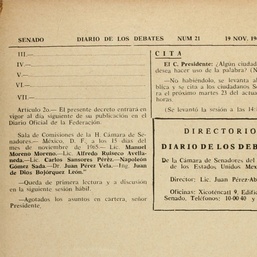 SENADO DIARIO DE LOS DEBATES NUM 21 19 NOV. 19
III.—
IV.—
V.—
VI.—
VII.—
Artículo 2o.— El presente decreto entrará en
vigor al día siguiente de su publicación en el
Diario Oficial de la Federación.
Sala de Comisiones de la H. Cámara de Se-
nadores.— México, D. F., a los 15 días del
mes de noviembre de 1965.— Lic. Manuel
Moreno Moreno.—Lic. Alfredo Ruiseco Avella-
neda.—Lic. Carlos Sansores Pérez.—Napoleón
Gómez Sada.—Dr. Juan Pérez Vela.—Ing. Juan
de Dios Bojórquez León."
—Queda de primera lectura y a discusión
en la siguiente sesión hábil.
—Agotados los asuntos en cartera, señor
Presidente.
CITA
El C. Presidente: ¿Algún ciudad
desea hacer uso de la palabra? (N
—No habiéndolo, se levanta la
blica y se cita a los ciudadanos S
ra el próximo martes 23 del actua
horas.
(Se levantó la sesión a las 14:
DIRECTORIO
DIARIO DE LOS DEB
De la Cámara de Senadores del
de los Estados Unidos Mex
Director: Lic. Juan Pérez-Ab
Oficinas: Xicoténcatl 9. Edific
Senado. Teléfonos: 10-00-40 y